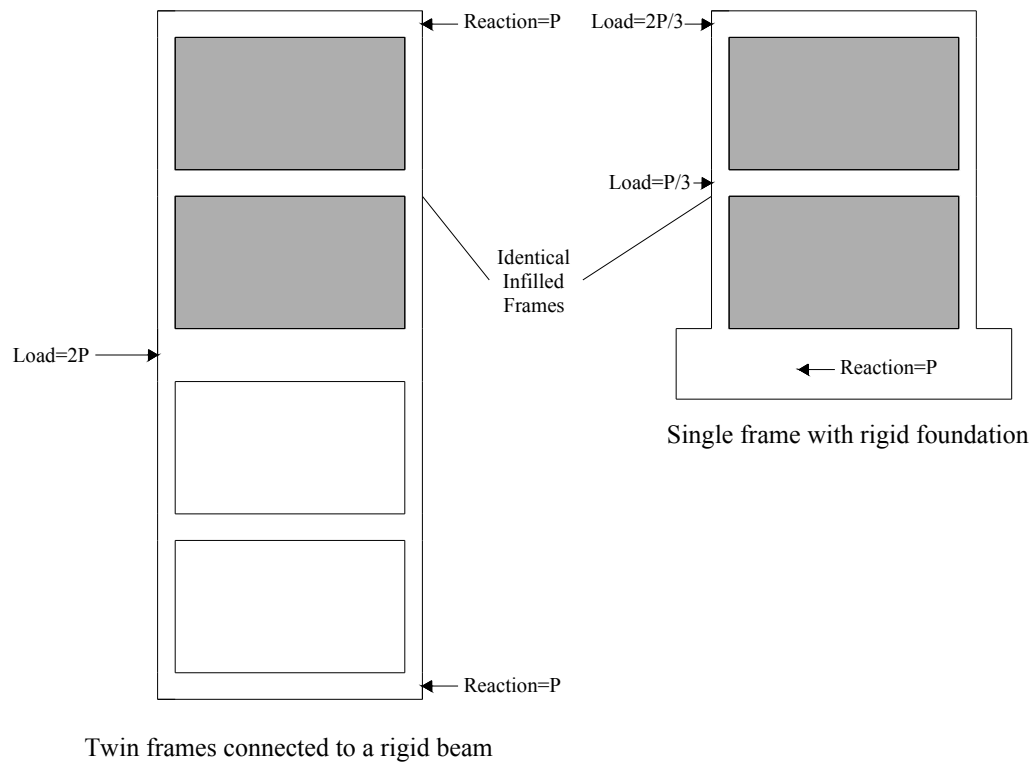 Reaction=P
Load=2P/3
Load=P/3
Identical
Infilled
Frames
Load=2P
Reaction=P
Single frame with rigid foundation
Reaction=P
Twin frames connected to a rigid beam